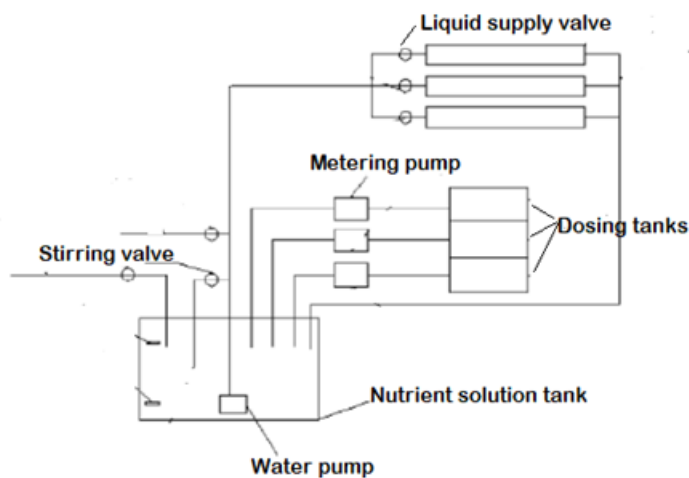 Liquid supply valve
Metering pump
Dosing tanks
Stirring valve
Nutrient solution tank
Water pump